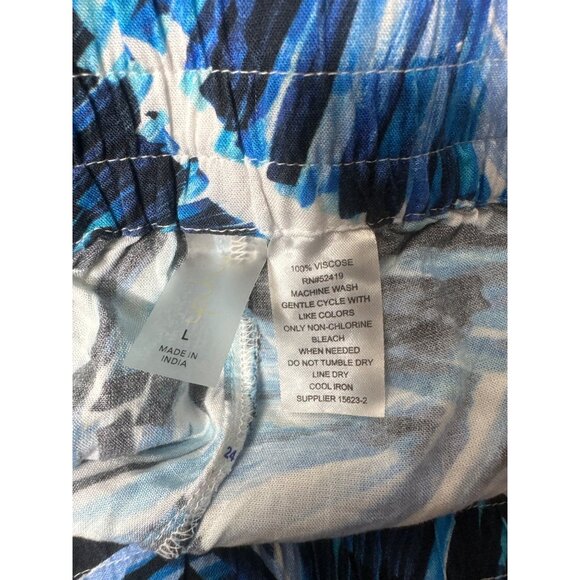 L
MADE IN
INDIA
100% VISCOSE
RN#52419
MACHINE WASH
GENTLE CYCLE WITH
LIKE COLORS
ONLY NON-CHLORINE
BLEACH
WHEN NEEDED
DO NOT TUMBLE DRY
LINE DRY
COOL IRON
SUPPLIER 15623-2
24